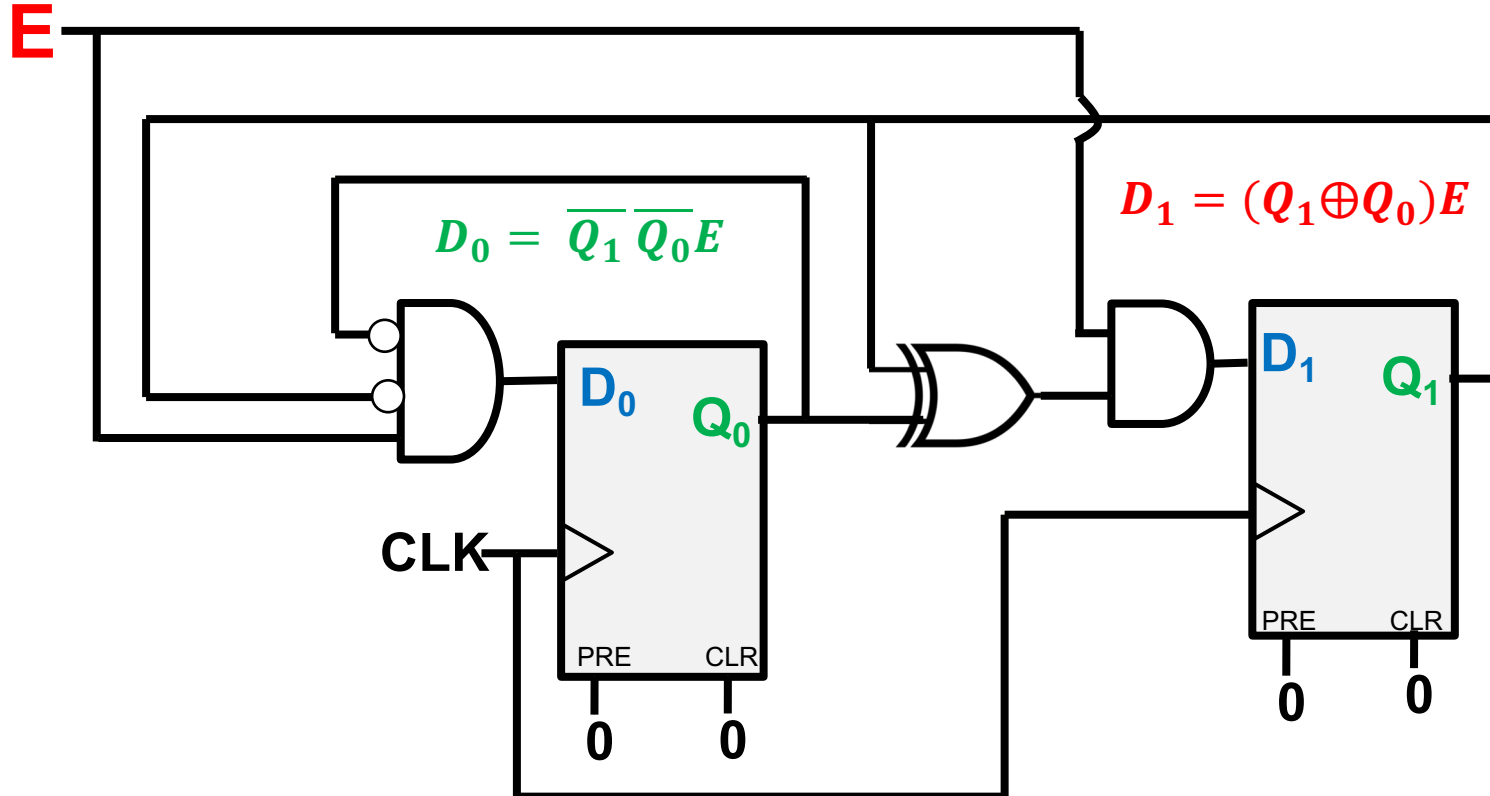 E
D₁ = (Q₁⊕Q₀)E
D₀ = Q̅₁ Q̅₀E
D₁
Q₁
D₀
Q₀
CLK
PRE CLR
PRE CLR
0 0
0 0